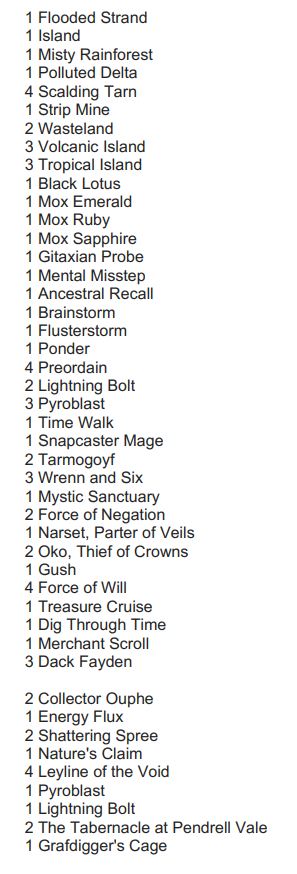 1 Flooded Strand
1 Island
1 Misty Rainforest
1 Polluted Delta
4 Scalding Tarn
1 Strip Mine
2 Wasteland
3 Volcanic Island
3 Tropical Island
1 Black Lotus
1 Mox Emerald
1 Mox Ruby
1 Mox Sapphire
1 Gitaxian Probe
1 Mental Misstep
1 Ancestral Recall
1 Brainstorm
1 Flusterstorm
1 Ponder
4 Preordain
2 Lightning Bolt
3 Pyroblast
1 Time Walk
1 Snapcaster Mage
2 Tarmogoyf
3 Wrenn and Six
1 Mystic Sanctuary
2 Force of Negation
1 Narset, Parter of Veils
2 Oko, Thief of Crowns
1 Gush
4 Force of Will
1 Treasure Cruise
1 Dig Through Time
1 Merchant Scroll
3 Dack Fayden

2 Collector Ouphe
1 Energy Flux
2 Shattering Spree
1 Nature's Claim
4 Leyline of the Void
1 Pyroblast
1 Lightning Bolt
2 The Tabernacle at Pendrell Vale
1 Grafdigger's Cage